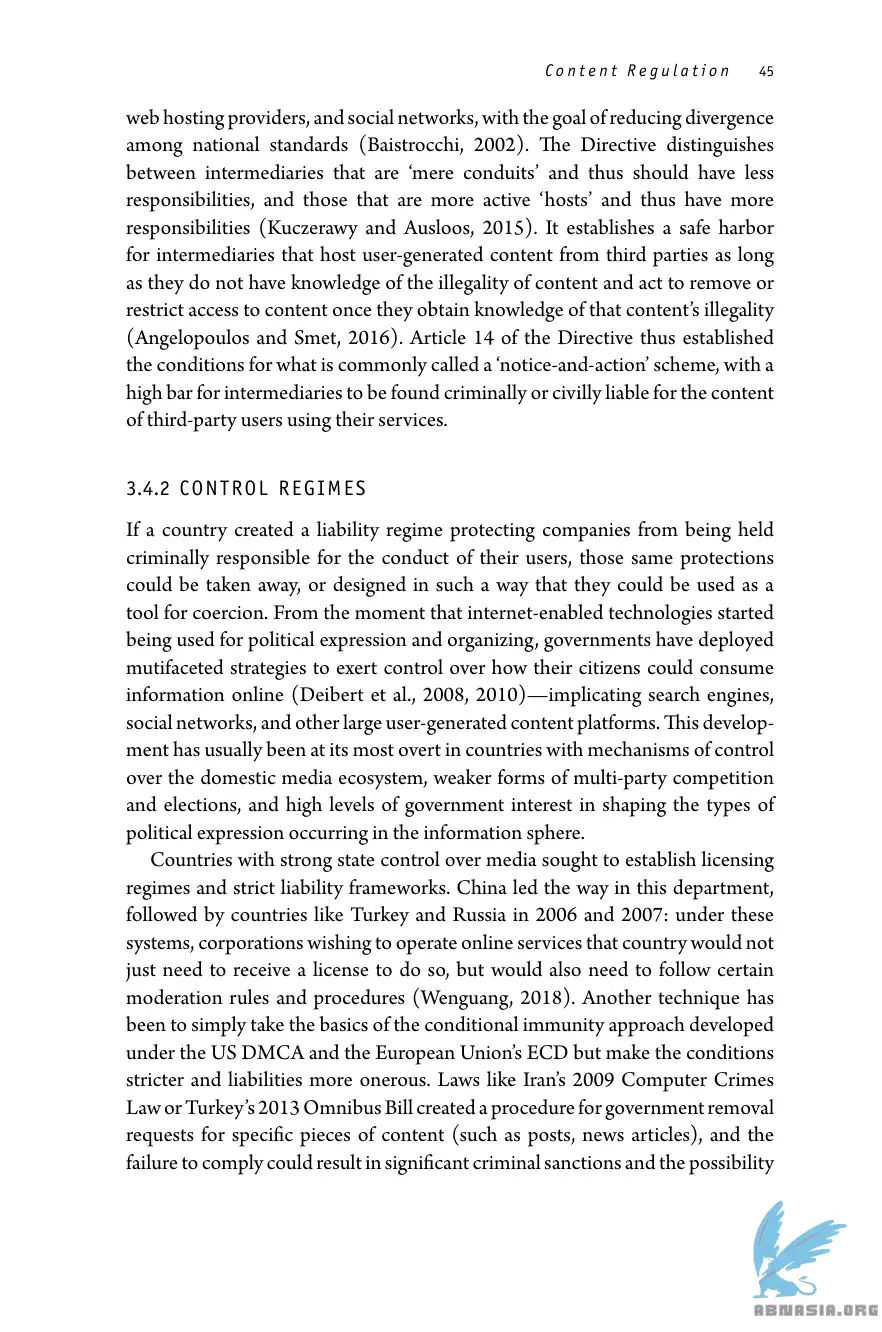 Content Regulation 45
web hosting providers, and social networks, with the goal of reducing divergence
among national standards (Baistrocchi, 2002). The Directive distinguishes
between intermediaries that are ‘mere conduits’ and thus should have less
responsibilities, and those that are more active ‘hosts’ and thus have more
responsibilities (Kuczerawy and Ausloos, 2015). It establishes a safe harbor
for intermediaries that host user-generated content from third parties as long
as they do not have knowledge of the illegality of content and act to remove or
restrict access to content once they obtain knowledge of that content’s illegality
(Angelopoulos and Smet, 2016). Article 14 of the Directive thus established
the conditions for what is commonly called a ‘notice-and-action’ scheme, with a
high bar for intermediaries to be found criminally or civilly liable for the content
of third-party users using their services.
3.4.2 CONTROL REGIMES
If a country created a liability regime protecting companies from being held
criminally responsible for the conduct of their users, those same protections
could be taken away, or designed in such a way that they could be used as a
tool for coercion. From the moment that internet-enabled technologies started
being used for political expression and organizing, governments have deployed
mutifaceted strategies to exert control over how their citizens could consume
information online (Deibert et al., 2008, 2010)—implicating search engines,
social networks, and other large user-generated content platforms. This develop-
ment has usually been at its most overt in countries with mechanisms of control
over the domestic media ecosystem, weaker forms of multi-party competition
and elections, and high levels of government interest in shaping the types of
political expression occurring in the information sphere.
Countries with strong state control over media sought to establish licensing
regimes and strict liability frameworks. China led the way in this department,
followed by countries like Turkey and Russia in 2006 and 2007: under these
systems, corporations wishing to operate online services that country would not
just need to receive a license to do so, but would also need to follow certain
moderation rules and procedures (Wenguang, 2018). Another technique has
been to simply take the basics of the conditional immunity approach developed
under the US DMCA and the European Union’s ECD but make the conditions
stricter and liabilities more onerous. Laws like Iran’s 2009 Computer Crimes
Law or Turkey’s 2013 Omnibus Bill created a procedure for government removal
requests for specific pieces of content (such as posts, news articles), and the
failure to comply could result in significant criminal sanctions and the possibility
ABNASIA.ORG